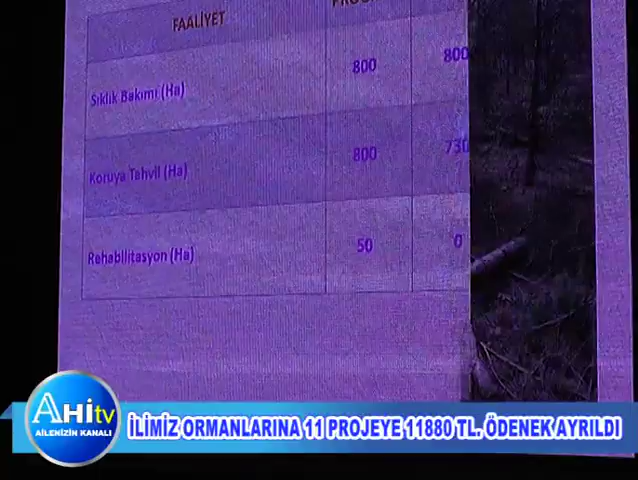 FAALİYET
Sıklık Bakımı (Ha) 800 800
Koruya Tahvil (Ha) 800 730
Rehabilitasyon (Ha) 50 0
AHİtv
AİLENİZİN KANALI
İLİMİZ ORMANLARINA 11 PROJEYE 11880 TL. ÖDENEK AYRILDI